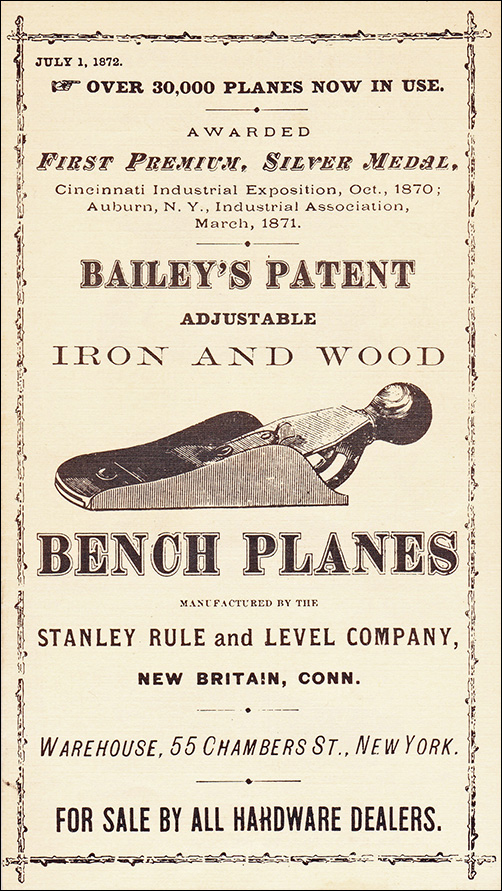 JULY 1, 1872.
☞ OVER 30,000 PLANES NOW IN USE.
AWARDED
FIRST PREMIUM, SILVER MEDAL,
Cincinnati Industrial Exposition, Oct., 1870;
Auburn, N. Y., Industrial Association,
March, 1871.
BAILEY'S PATENT
ADJUSTABLE
IRON AND WOOD
BENCH PLANES
MANUFACTURED BY THE
STANLEY RULE and LEVEL COMPANY,
NEW BRITAIN, CONN.
WAREHOUSE, 55 CHAMBERS ST., NEW YORK.
FOR SALE BY ALL HARDWARE DEALERS.